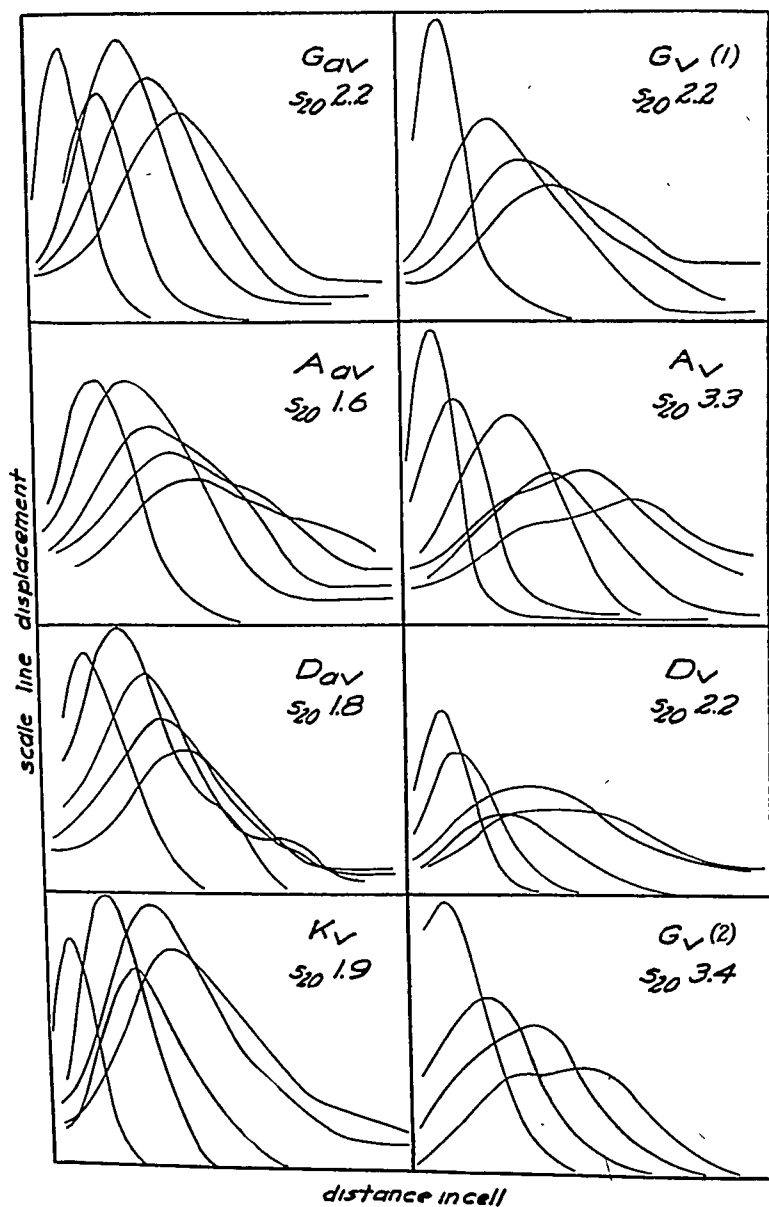 Gav
S20 2.2
Gv (1)
S20 2.2
Aav
S20 1.6
Av
S20 3.3
Dav
S20 1.8
Dv
S20 2.2
Kv
S20 1.9
Gv (2)
S20 3.4
scale line displacement
distance in cell